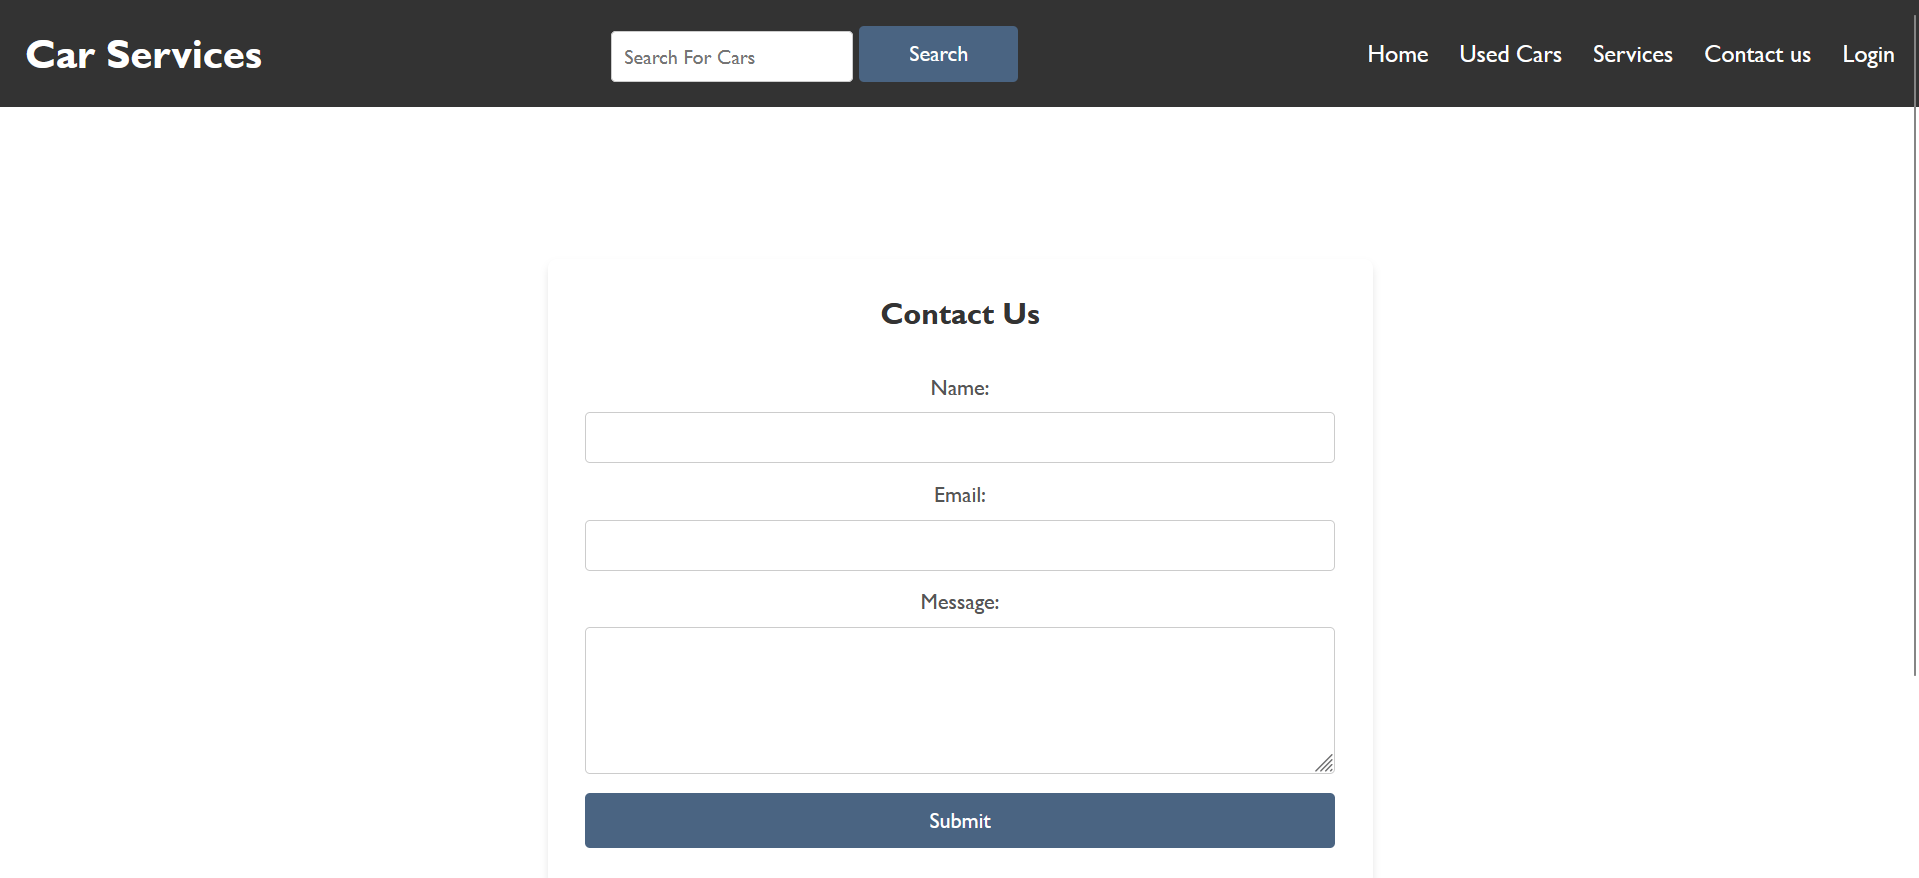 Car Services
Search For Cars
Search
Home Used Cars Services Contact us Login
Contact Us
Name:
Email:
Message:
Submit